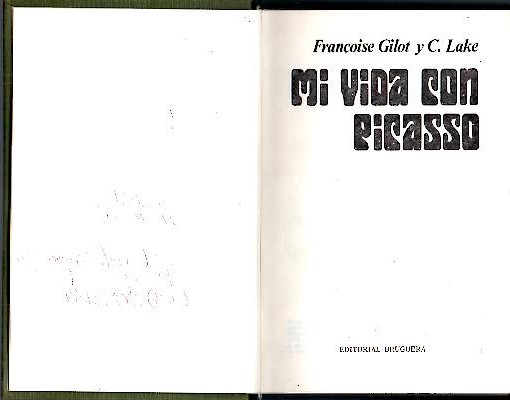 Françoise Gilot y C. Lake
Mi vida con
Picasso
EDITORIAL BRUGUERA